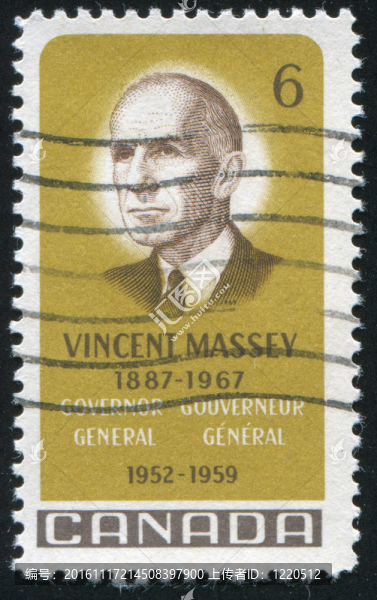 6
VINCENT MASSEY
1887-1967
GOVERNOR GOUVERNEUR
GENERAL GÉNÉRAL
1952-1959
CANADA
编号：20161117214508397900 上传者ID：1220512